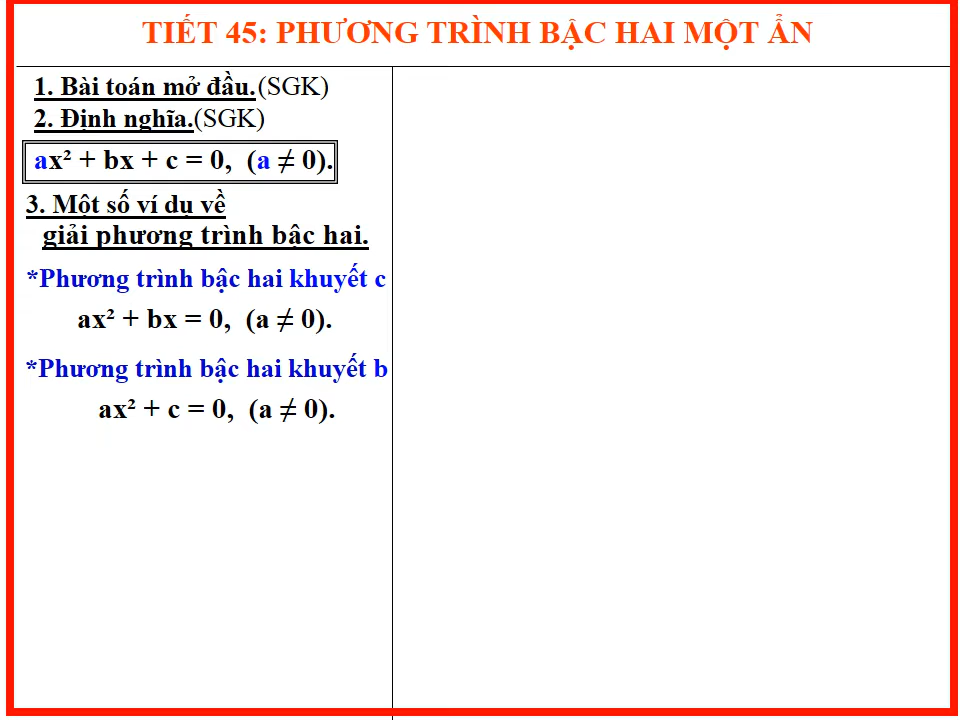 TIẾT 45: PHƯƠNG TRÌNH BẬC HAI MỘT ẨN
1. Bài toán mở đầu.(SGK)
2. Định nghĩa.(SGK)
ax² + bx + c = 0, (a ≠ 0).
3. Một số ví dụ về
giải phương trình bậc hai.
*Phương trình bậc hai khuyết c
ax² + bx = 0, (a ≠ 0).
*Phương trình bậc hai khuyết b
ax² + c = 0, (a ≠ 0).